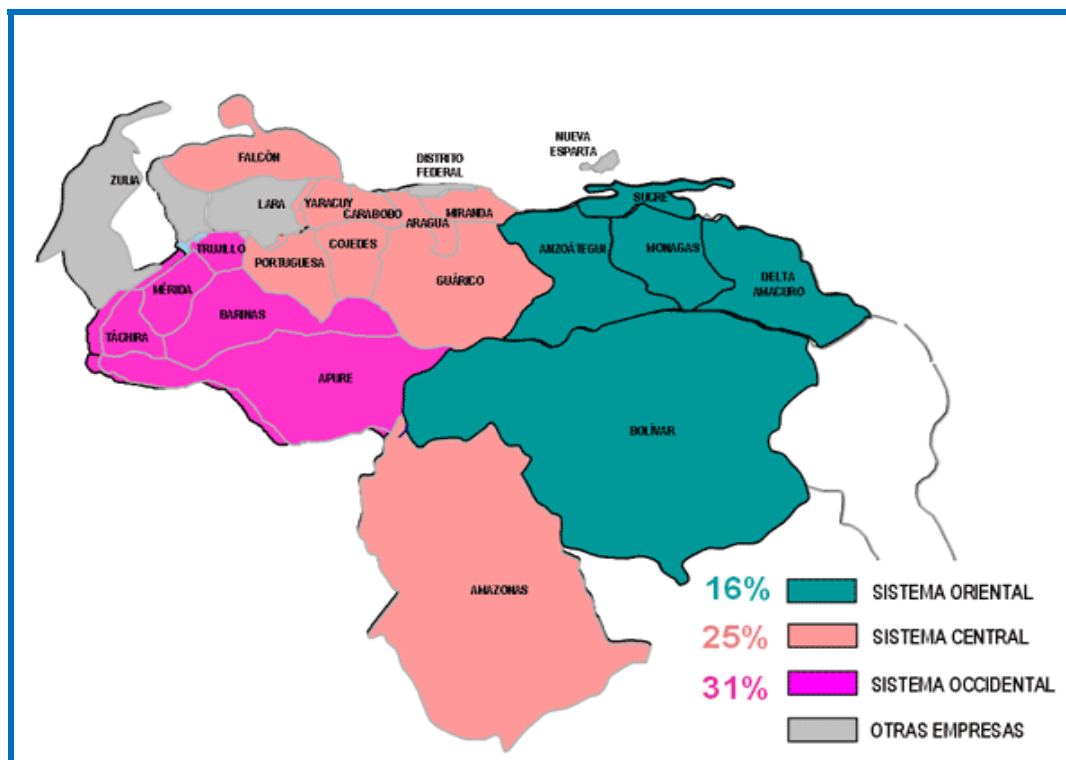 NUEVA
ESPARTA
DISTRITO
FEDERAL
FALCÒN
ZULIA
SUCRE
LARA
YARACUY
CARABOBO
MIRANDA
ARAGUA
TRUJILLO
COJEDES
ANZOÁTEGUI
MONAGAS
PORTUGUESA
GUÁRICO
DELTA
AMACURO
MÉRIDA
BARINAS
TÁCHIRA
APURE
BOLÍVAR
AMAZONAS
16% SISTEMA ORIENTAL
25% SISTEMA CENTRAL
31% SISTEMA OCCIDENTAL
OTRAS EMPRESAS